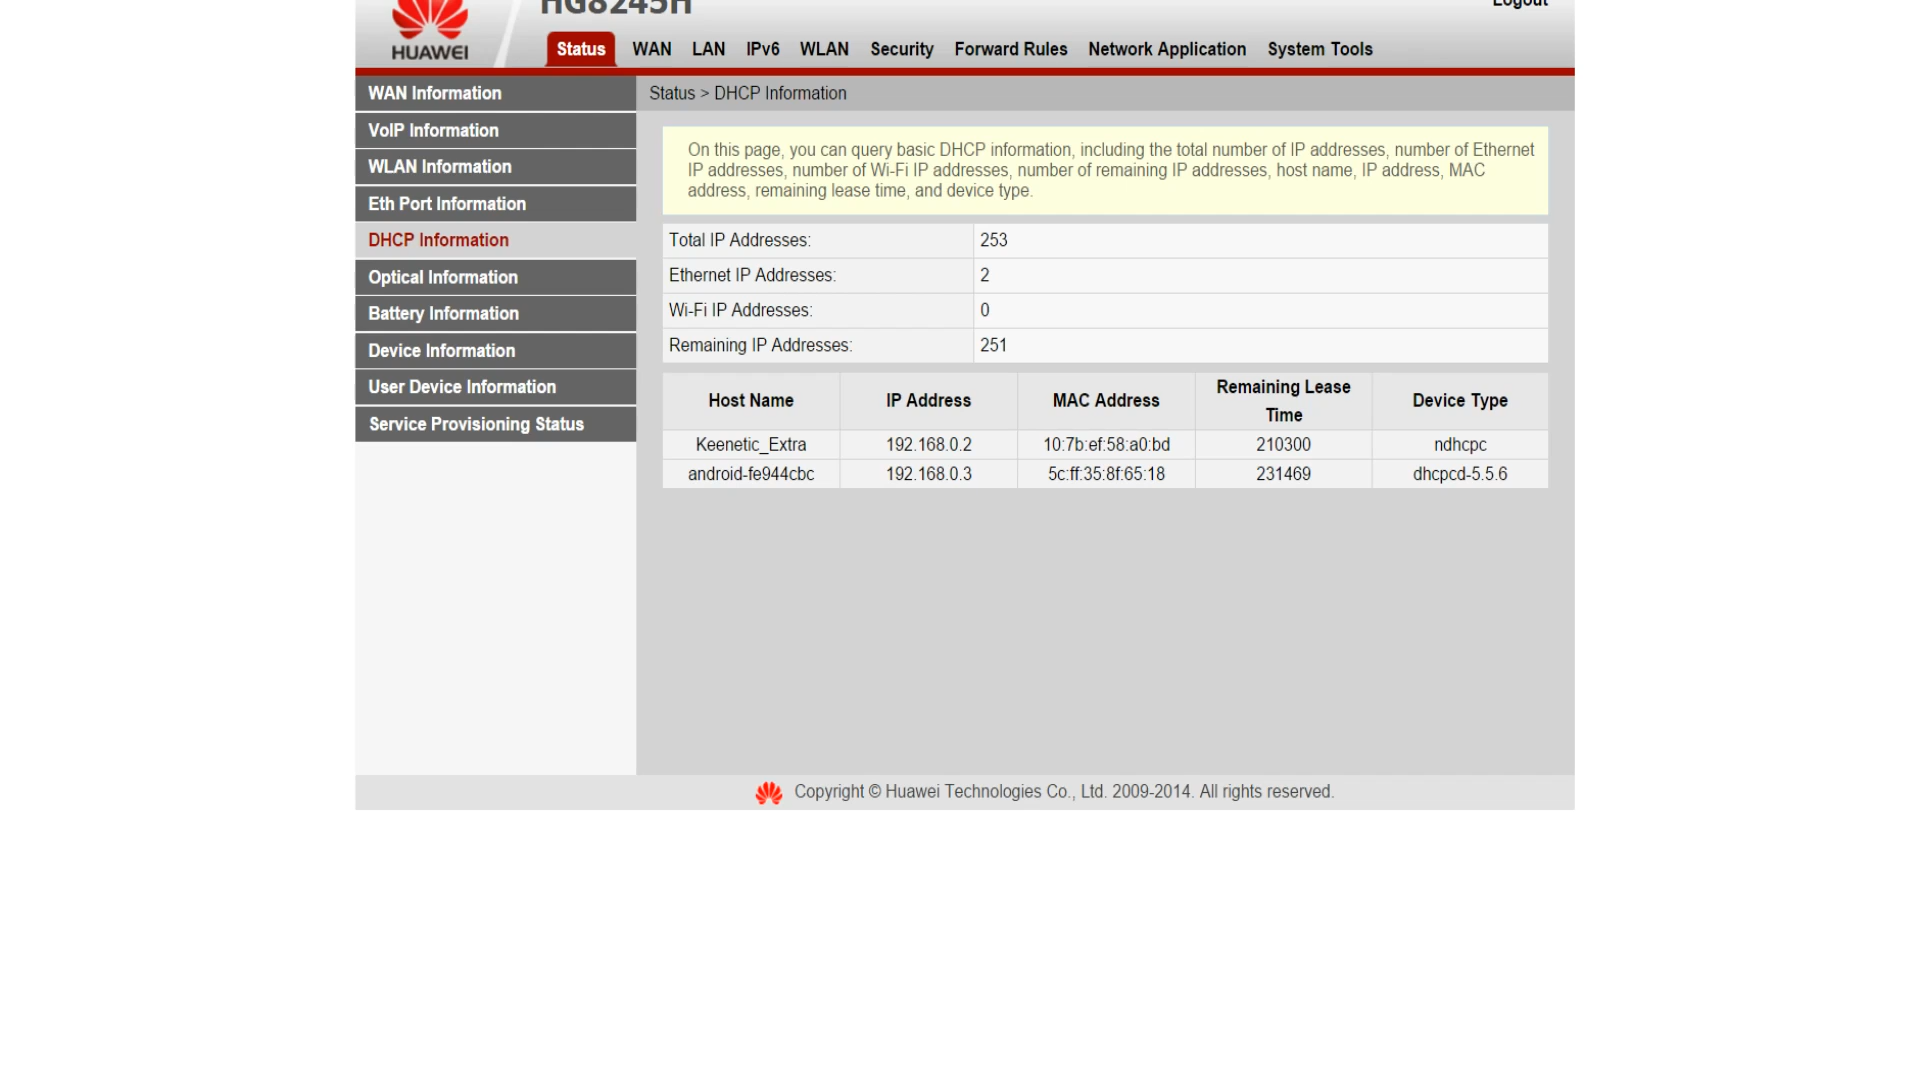 HG8245H
Logout
HUAWEI
Status WAN LAN IPv6 WLAN Security Forward Rules Network Application System Tools
WAN Information
VoIP Information
WLAN Information
Eth Port Information
DHCP Information
Optical Information
Battery Information
Device Information
User Device Information
Service Provisioning Status
Status > DHCP Information
On this page, you can query basic DHCP information, including the total number of IP addresses, number of Ethernet
IP addresses, number of Wi-Fi IP addresses, number of remaining IP addresses, host name, IP address, MAC
address, remaining lease time, and device type.
Total IP Addresses: 253
Ethernet IP Addresses: 2
Wi-Fi IP Addresses: 0
Remaining IP Addresses: 251
Host Name IP Address MAC Address Remaining Lease Time Device Type
Keenetic_Extra 192.168.0.2 10:7b:ef:58:a0:bd 210300 ndhcpc
android-fe944cbc 192.168.0.3 5c:ff:35:8f:65:18 231469 dhcpcd-5.5.6
Copyright © Huawei Technologies Co., Ltd. 2009-2014. All rights reserved.